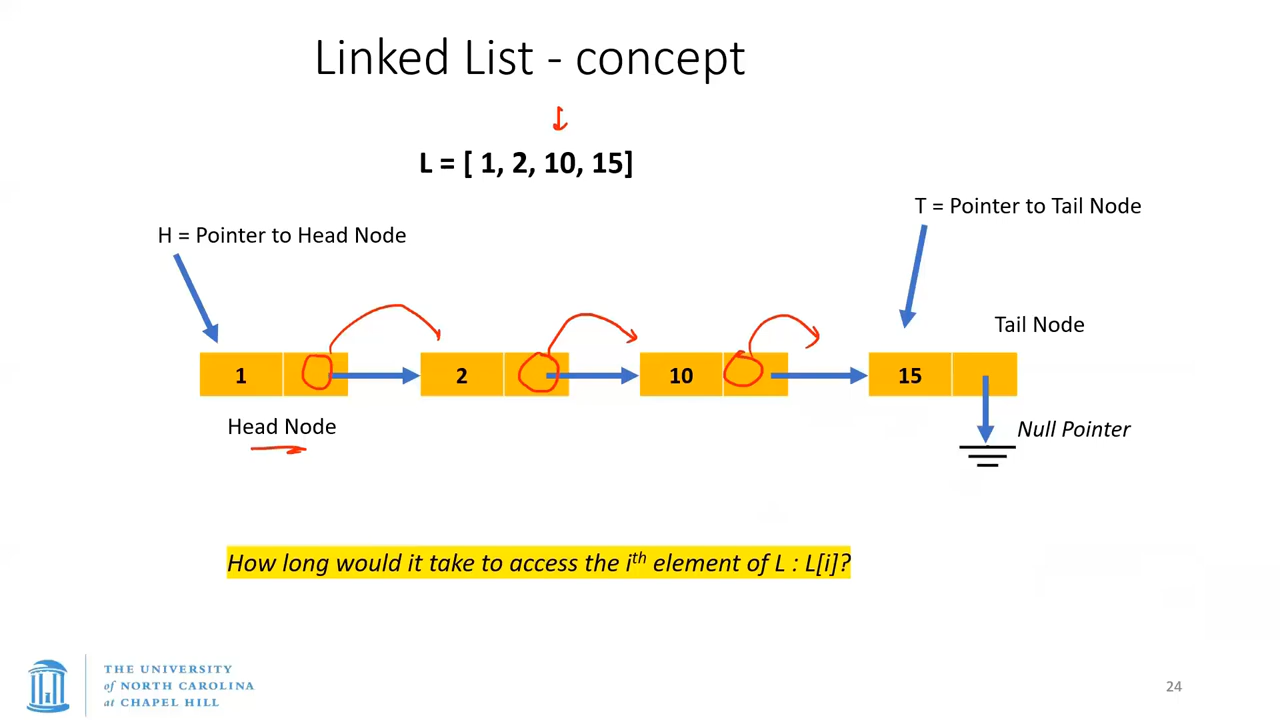 Linked List - concept
L = [ 1, 2, 10, 15]
T = Pointer to Tail Node
H = Pointer to Head Node
Tail Node
1
2
10
15
Head Node
Null Pointer
How long would it take to access the ith element of L : L[i]?
THE UNIVERSITY
of NORTH CAROLINA
at CHAPEL HILL
24